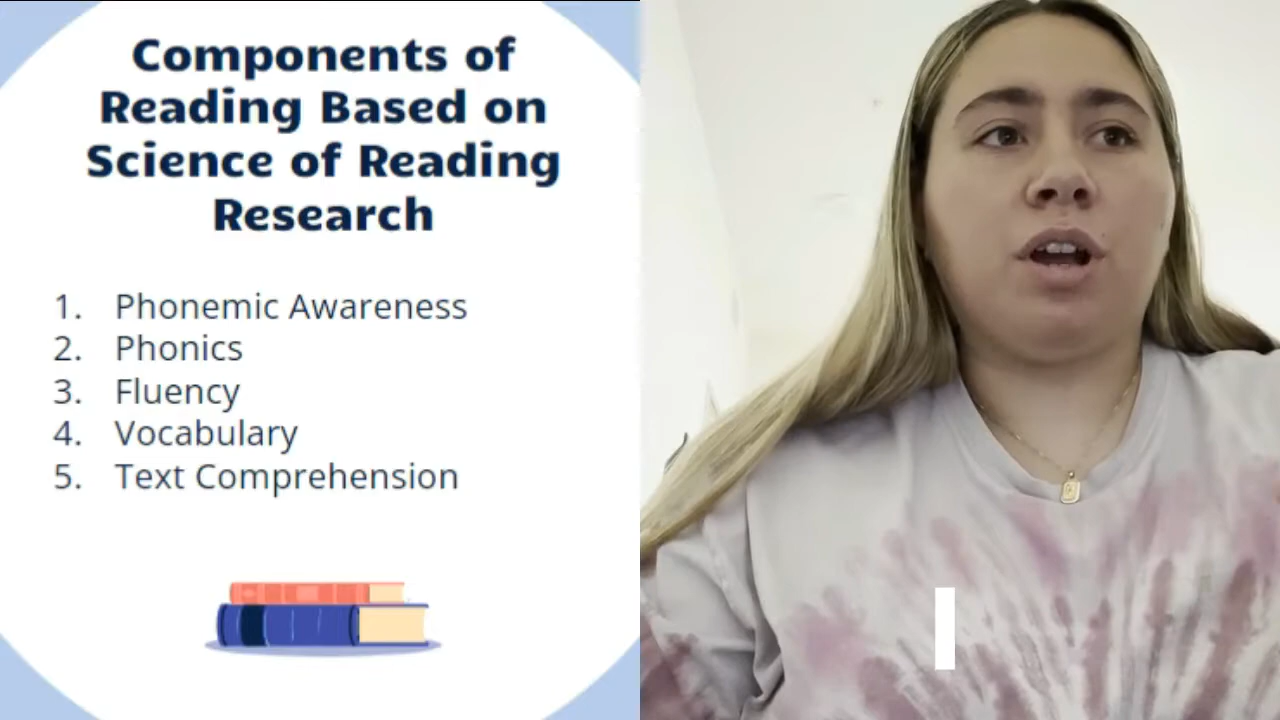 Components of
Reading Based on
Science of Reading
Research
1. Phonemic Awareness
2. Phonics
3. Fluency
4. Vocabulary
5. Text Comprehension
I